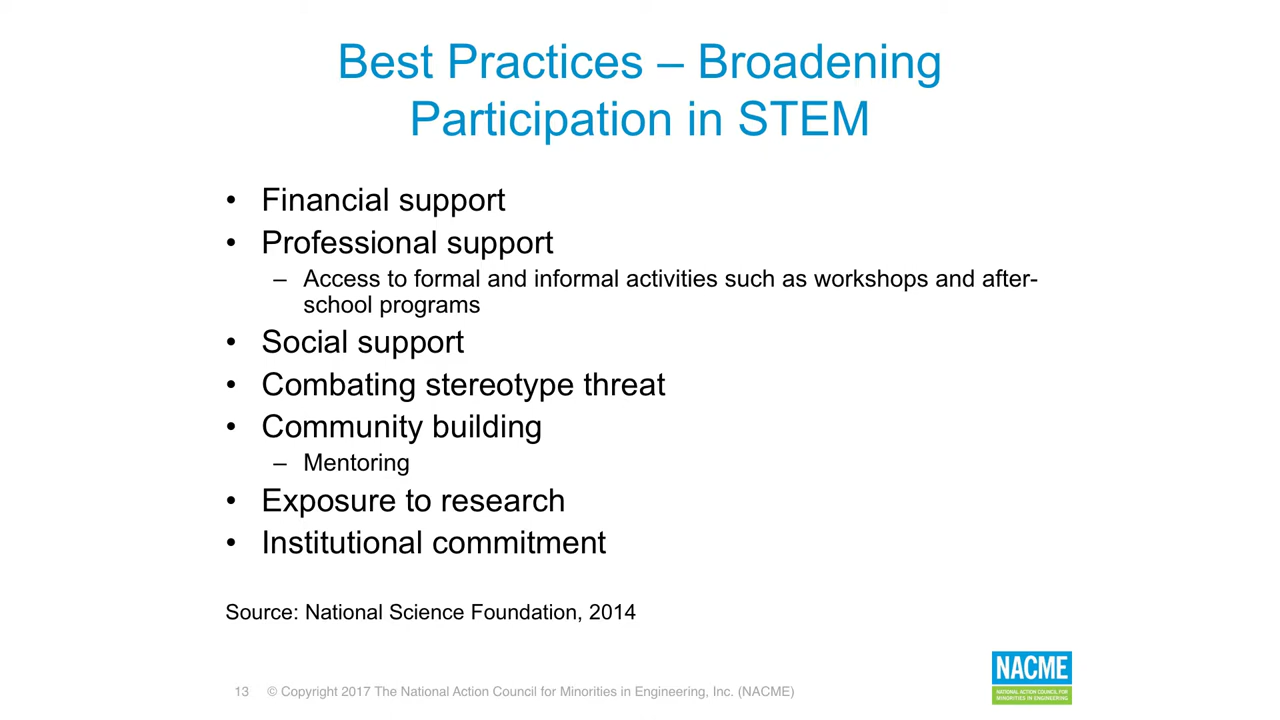 Best Practices – Broadening
Participation in STEM
• Financial support
• Professional support
– Access to formal and informal activities such as workshops and after-
school programs
• Social support
• Combating stereotype threat
• Community building
– Mentoring
• Exposure to research
• Institutional commitment
Source: National Science Foundation, 2014
NACME
NATIONAL ACTION COUNCIL FOR
MINORITIES IN ENGINEERING
13 © Copyright 2017 The National Action Council for Minorities in Engineering, Inc. (NACME)